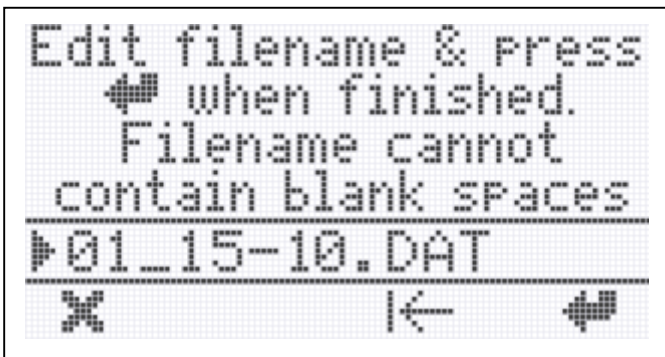 Edit filename & press
↵ when finished.
Filename cannot
contain blank spaces
▶01_15-10.DAT
✖ |← ↵